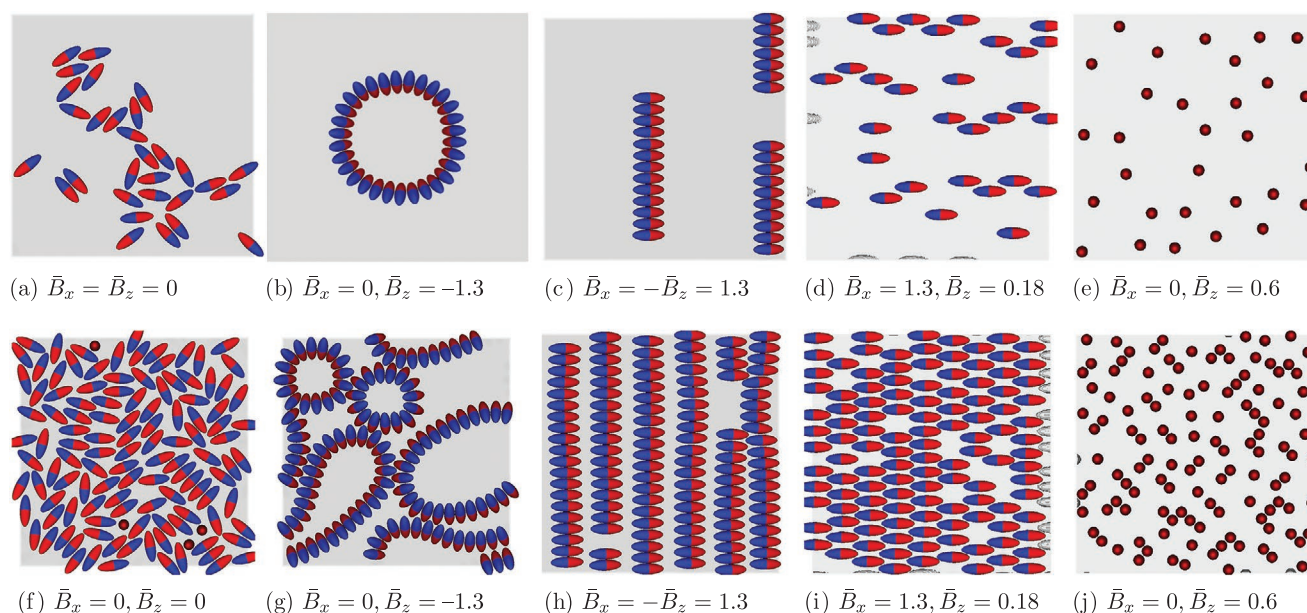 (a) B̄x = B̄z = 0
(b) B̄x = 0, B̄z = –1.3
(c) B̄x = −B̄z = 1.3
(d) B̄x = 1.3, B̄z = 0.18
(e) B̄x = 0, B̄z = 0.6
(f) B̄x = 0, B̄z = 0
(g) B̄x = 0, B̄z = –1.3
(h) B̄x = −B̄z = 1.3
(i) B̄x = 1.3, B̄z = 0.18
(j) B̄x = 0, B̄z = 0.6